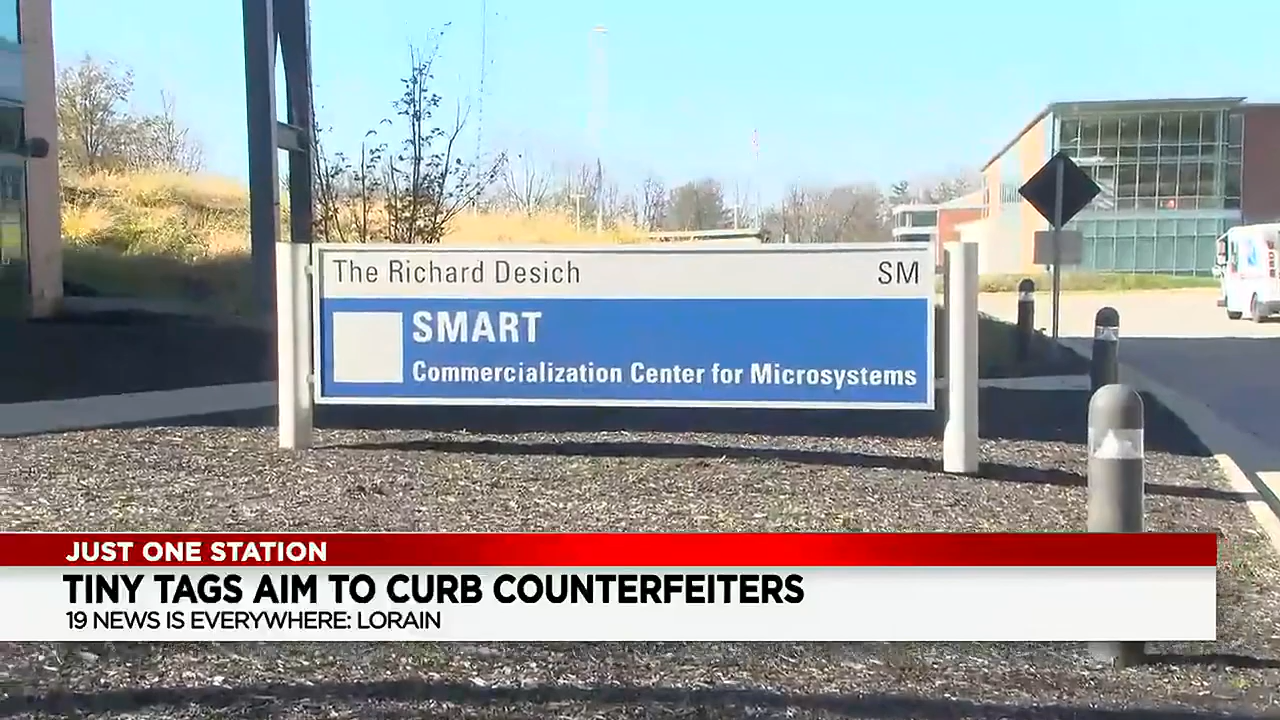 The Richard Desich SM
SMART
Commercialization Center for Microsystems
JUST ONE STATION
TINY TAGS AIM TO CURB COUNTERFEITERS
19 NEWS IS EVERYWHERE: LORAIN